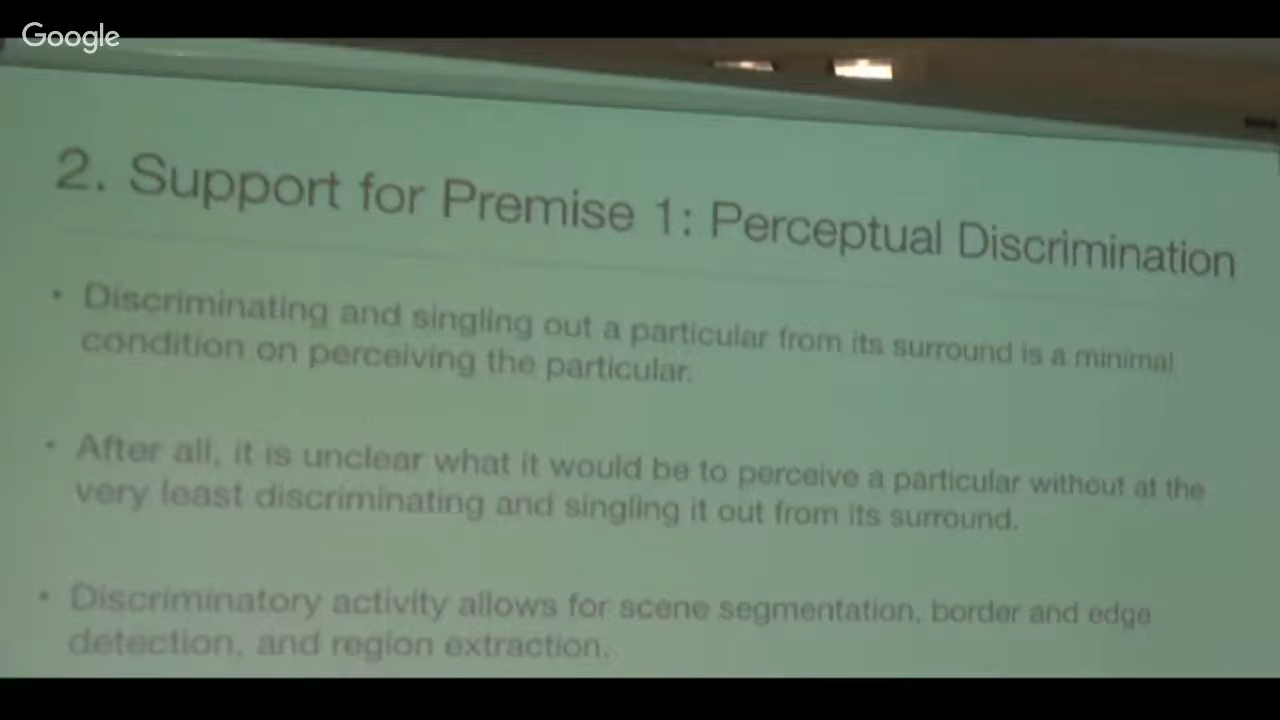 Google
2. Support for Premise 1: Perceptual Discrimination
• Discriminating and singling out a particular from its surround is a minimal
condition on perceiving the particular.
• After all, it is unclear what it would be to perceive a particular without at the
very least discriminating and singling it out from its surround.
• Discriminatory activity allows for scene segmentation, border and edge
detection, and region extraction.